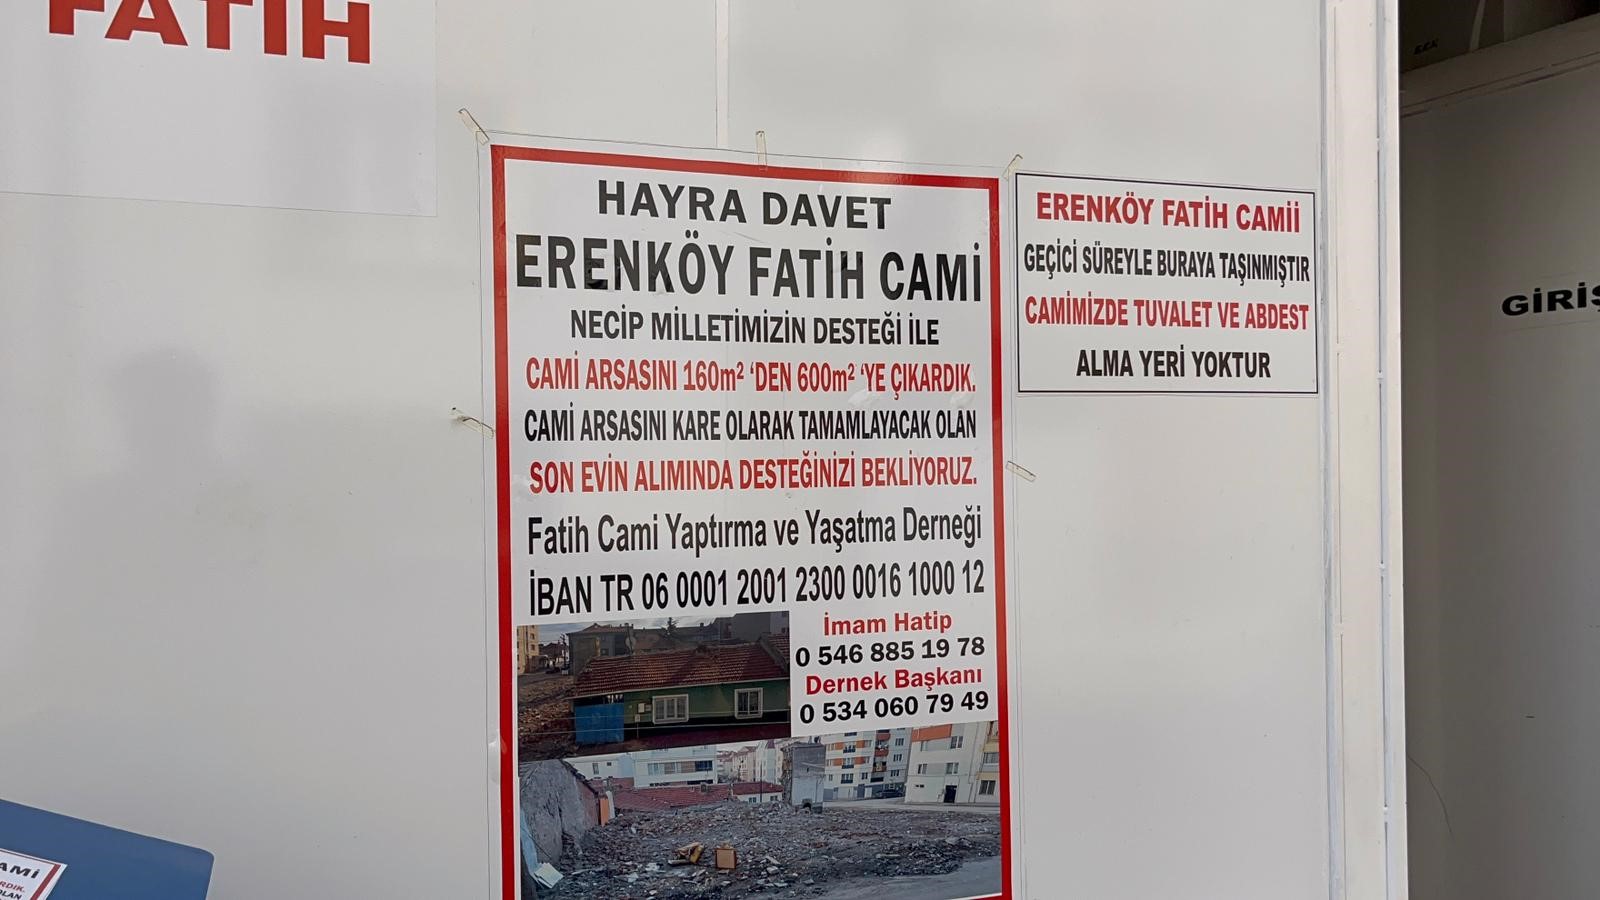 FATİH
HAYRA DAVET
ERENKÖY FATİH CAMİ
NECİP MİLLETİMİZİN DESTEĞİ İLE
CAMİ ARSASINI 160m² ‘DEN 600m² ‘YE ÇIKARDIK.
CAMİ ARSASINI KARE OLARAK TAMAMLAYACAK OLAN
SON EVİN ALIMINDA DESTEĞİNİZİ BEKLİYORUZ.
Fatih Cami Yaptırma ve Yaşatma Derneği
İBAN TR 06 0001 2001 2300 0016 1000 12
İmam Hatip
0 546 885 19 78
Dernek Başkanı
0 534 060 79 49
ERENKÖY FATİH CAMİİ
GEÇİCİ SÜREYLE BURAYA TAŞINMIŞTIR
CAMİMİZDE TUVALET VE ABDEST
ALMA YERİ YOKTUR
GİRİŞ
AMİ
RDIK.
OLAN